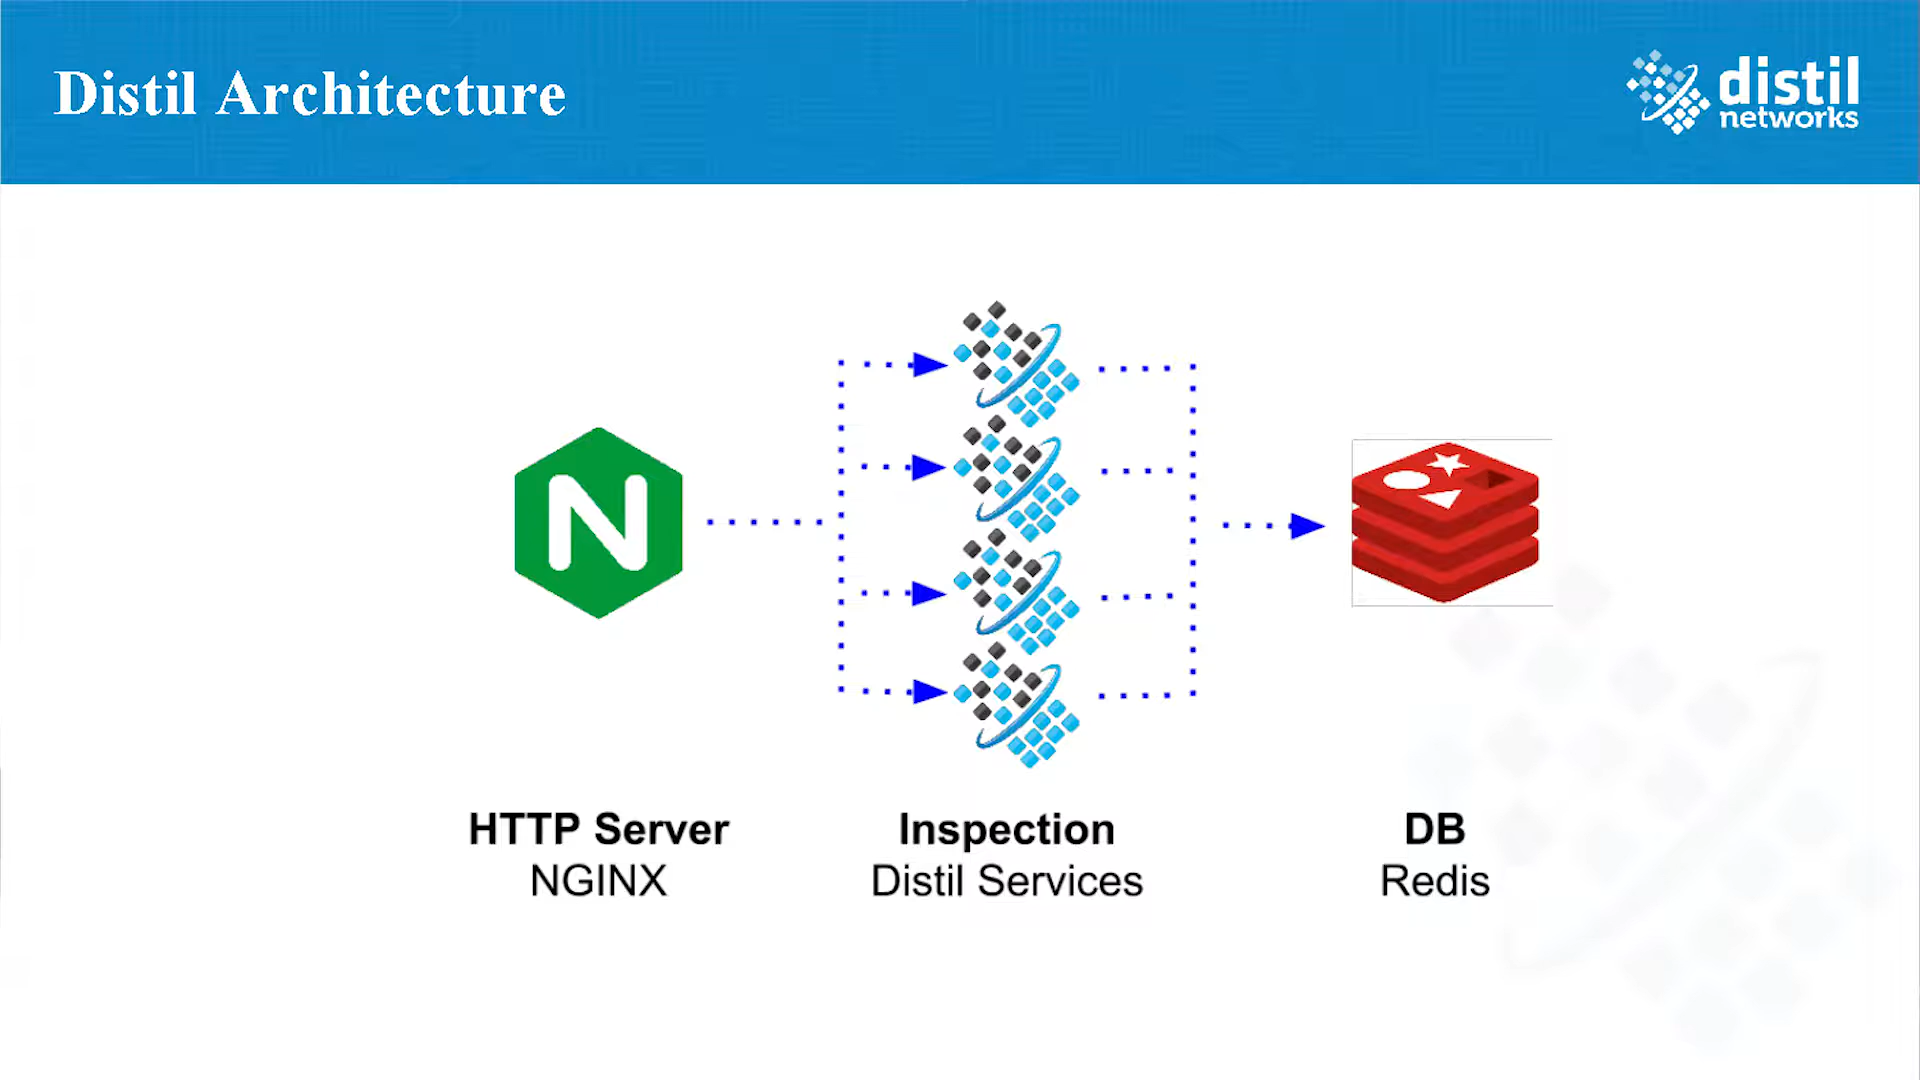 Distil Architecture
distil
networks
N
HTTP Server
NGINX
Inspection
Distil Services
DB
Redis